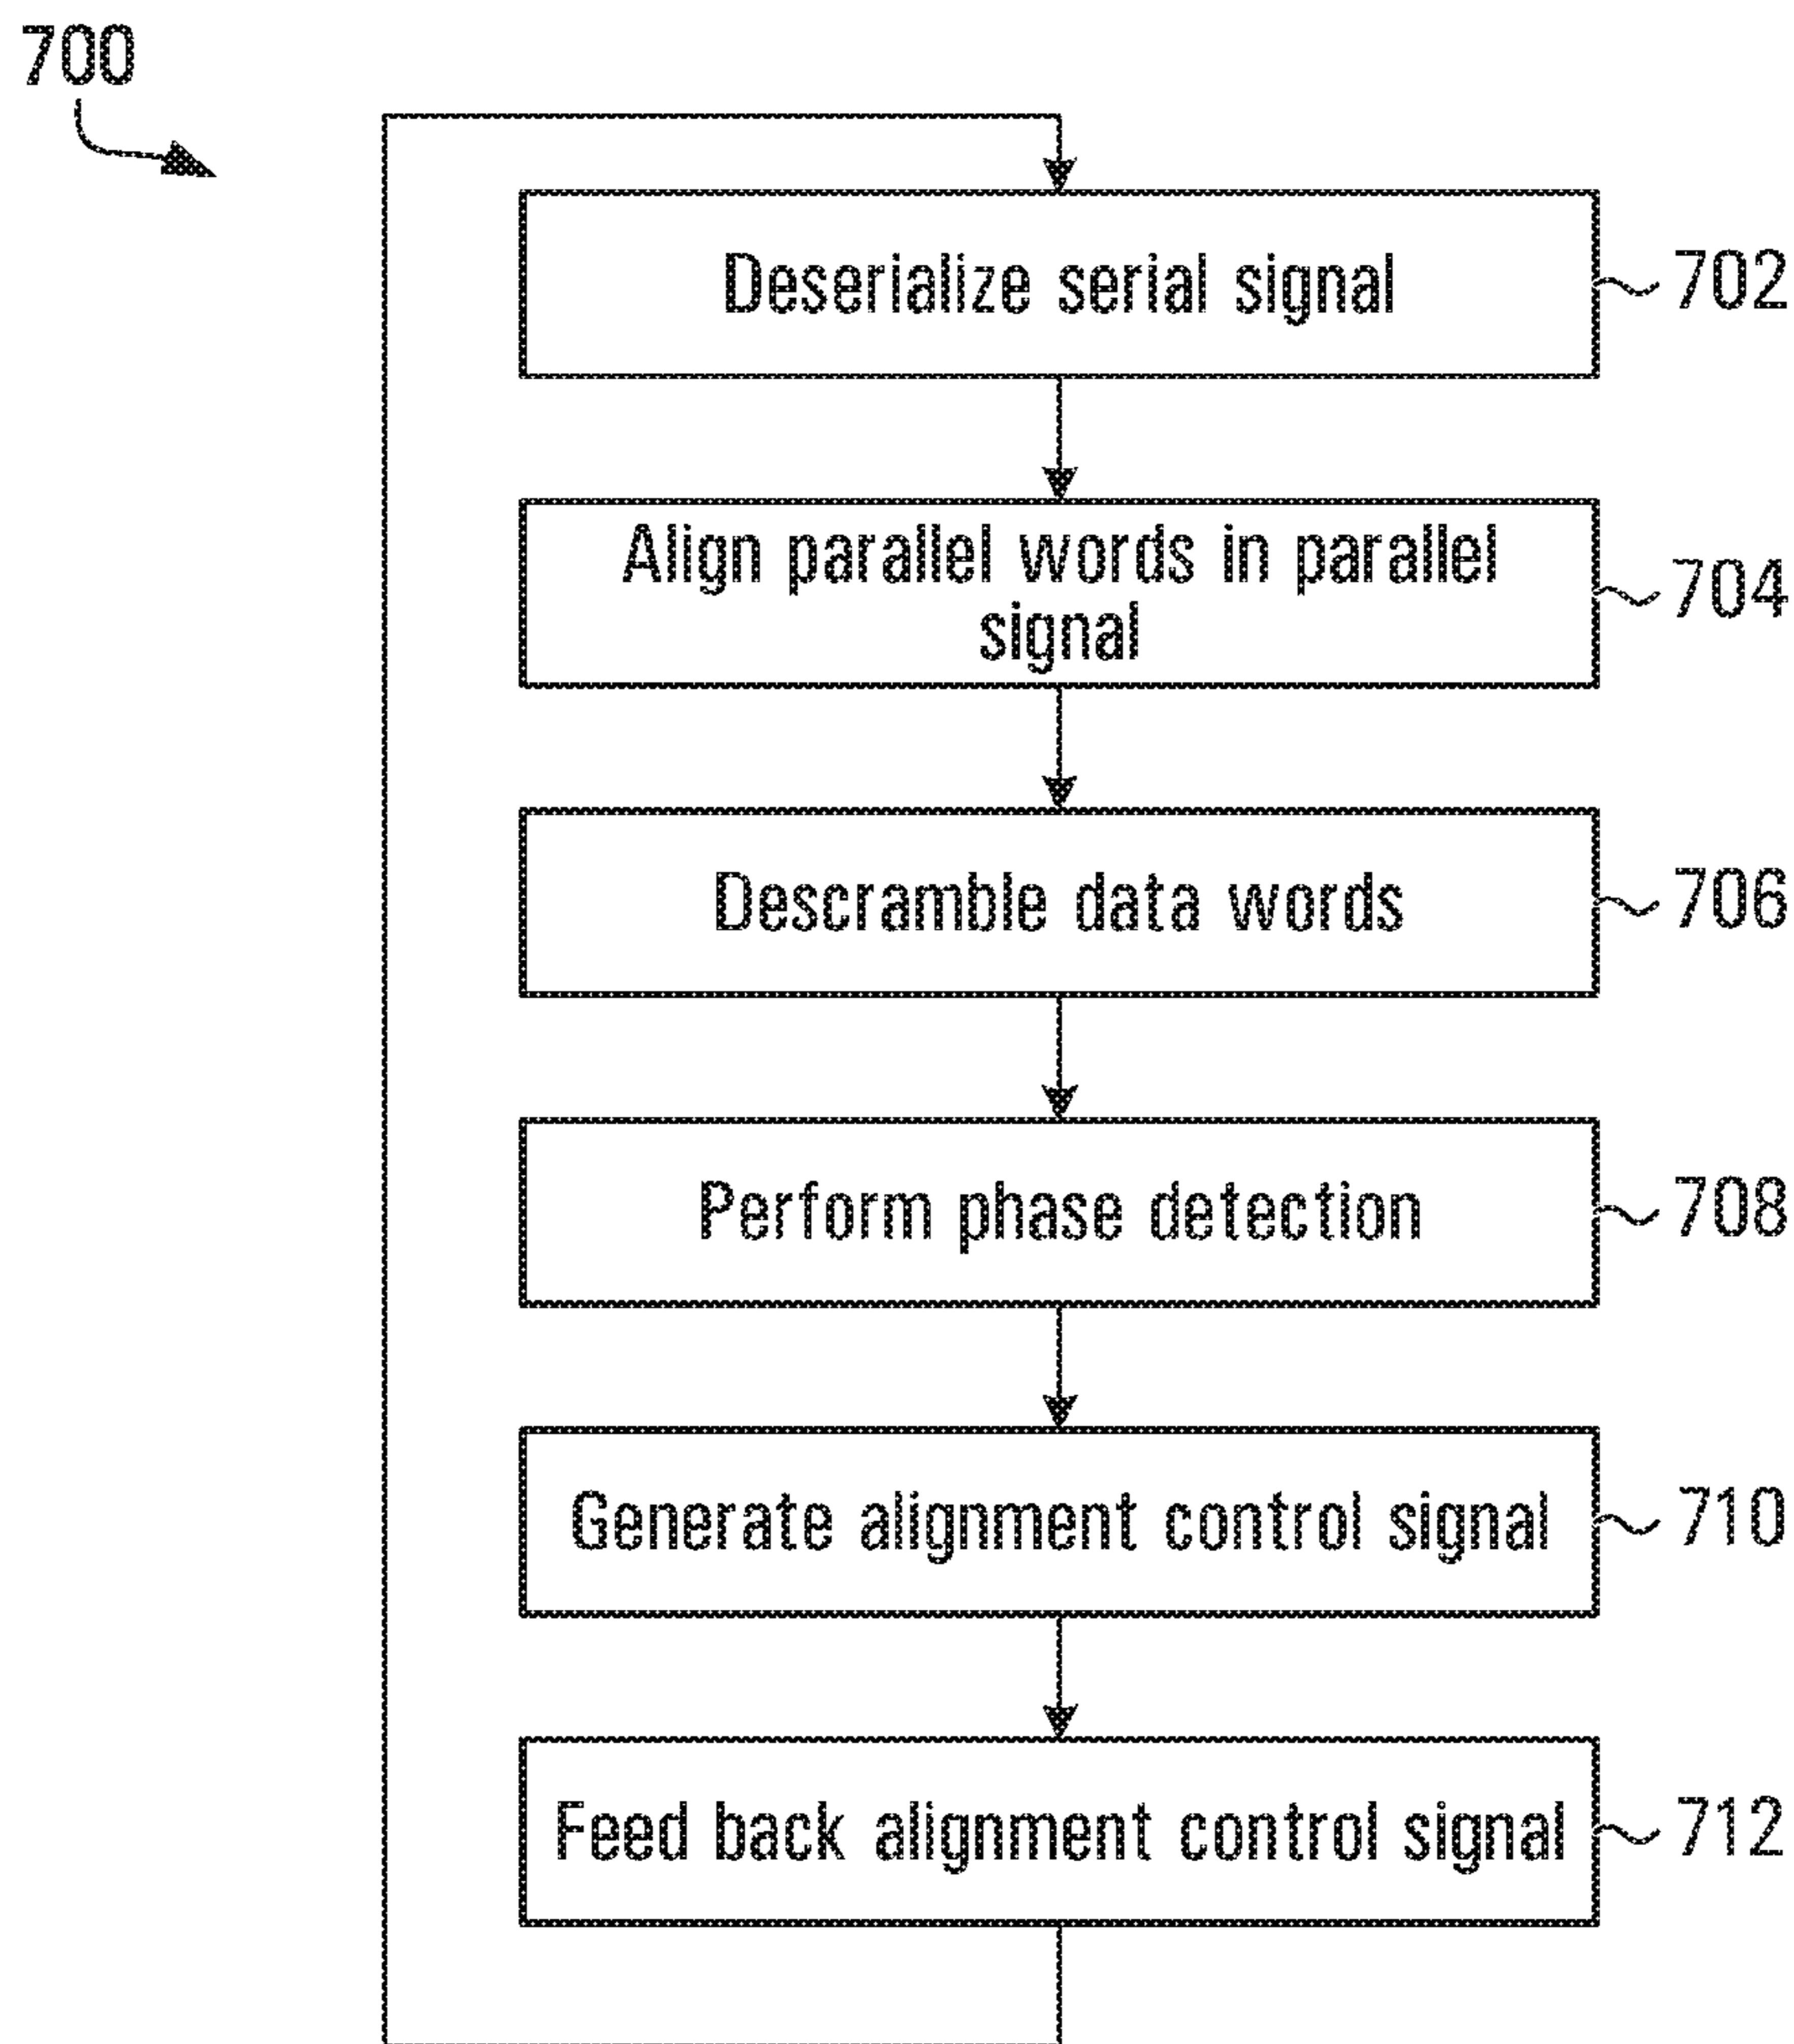 700
Deserialize serial signal
702
Align parallel words in parallel
signal
704
Descramble data words
706
Perform phase detection
708
Generate alignment control signal
710
Feed back alignment control signal
712